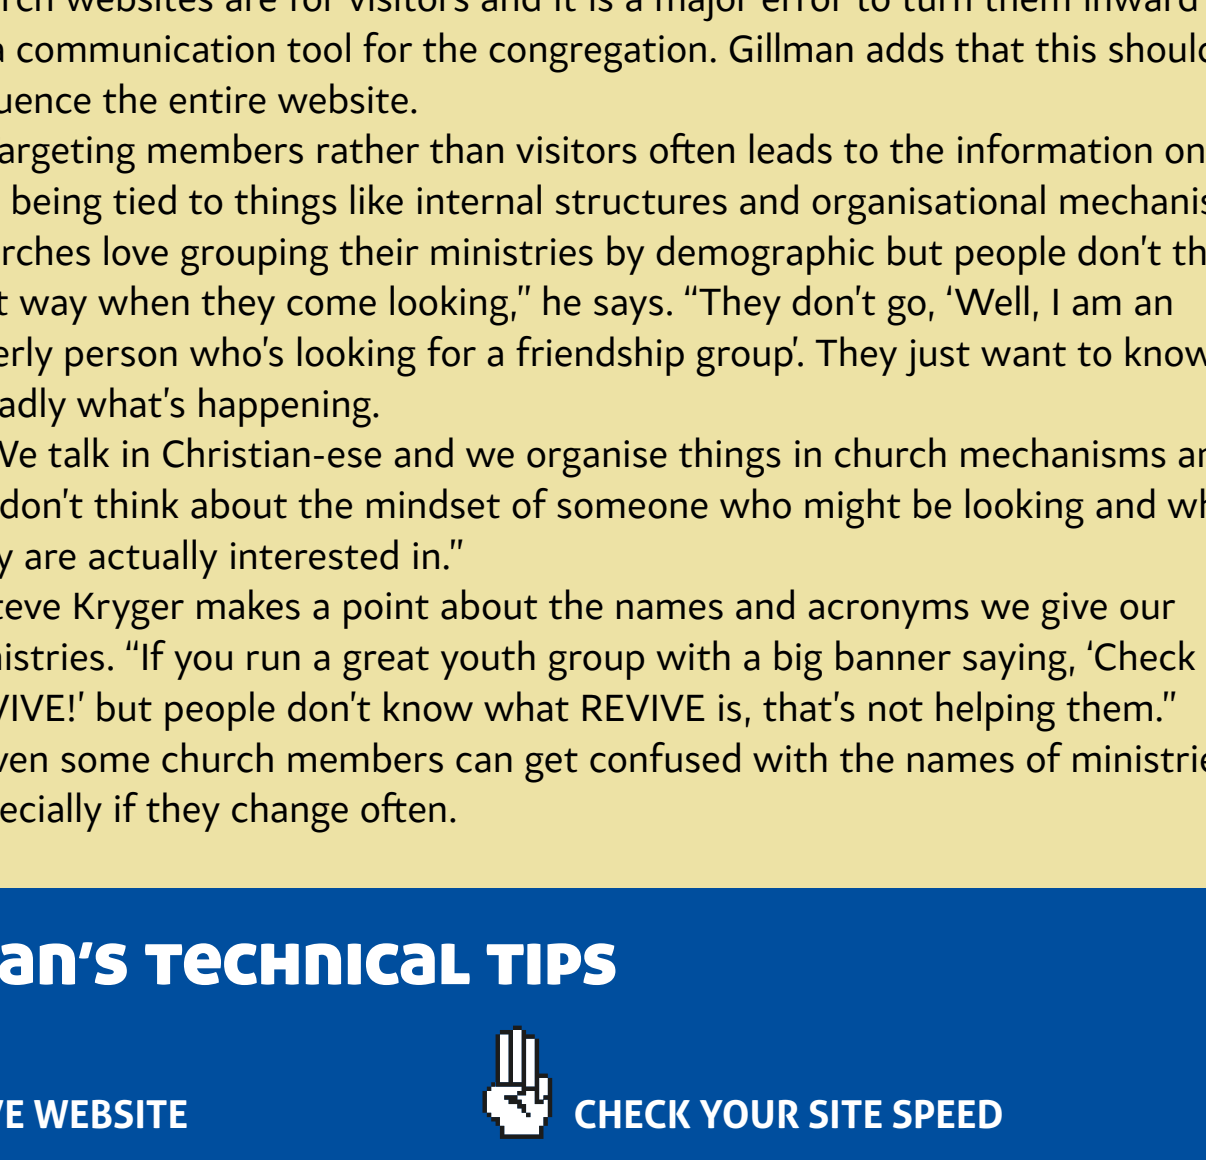 rch websites are for visitors and it is a major error to turn them inward
a communication tool for the congregation. Gillman adds that this should
uence the entire website.
argeting members rather than visitors often leads to the information on
being tied to things like internal structures and organisational mechanis
rches love grouping their ministries by demographic but people don't th
t way when they come looking,” he says. “They don't go, ‘Well, I am an
erly person who's looking for a friendship group’. They just want to know
adly what's happening.
We talk in Christian-ese and we organise things in church mechanisms an
don't think about the mindset of someone who might be looking and wh
y are actually interested in.”
teve Kryger makes a point about the names and acronyms we give our
istries. “If you run a great youth group with a big banner saying, ‘Check
VIVE!’ but people don't know what REVIVE is, that's not helping them.”
ven some church members can get confused with the names of ministrie
ecially if they change often.
an's Technical Tips
VE WEBSITE
CHECK YOUR SITE SPEED